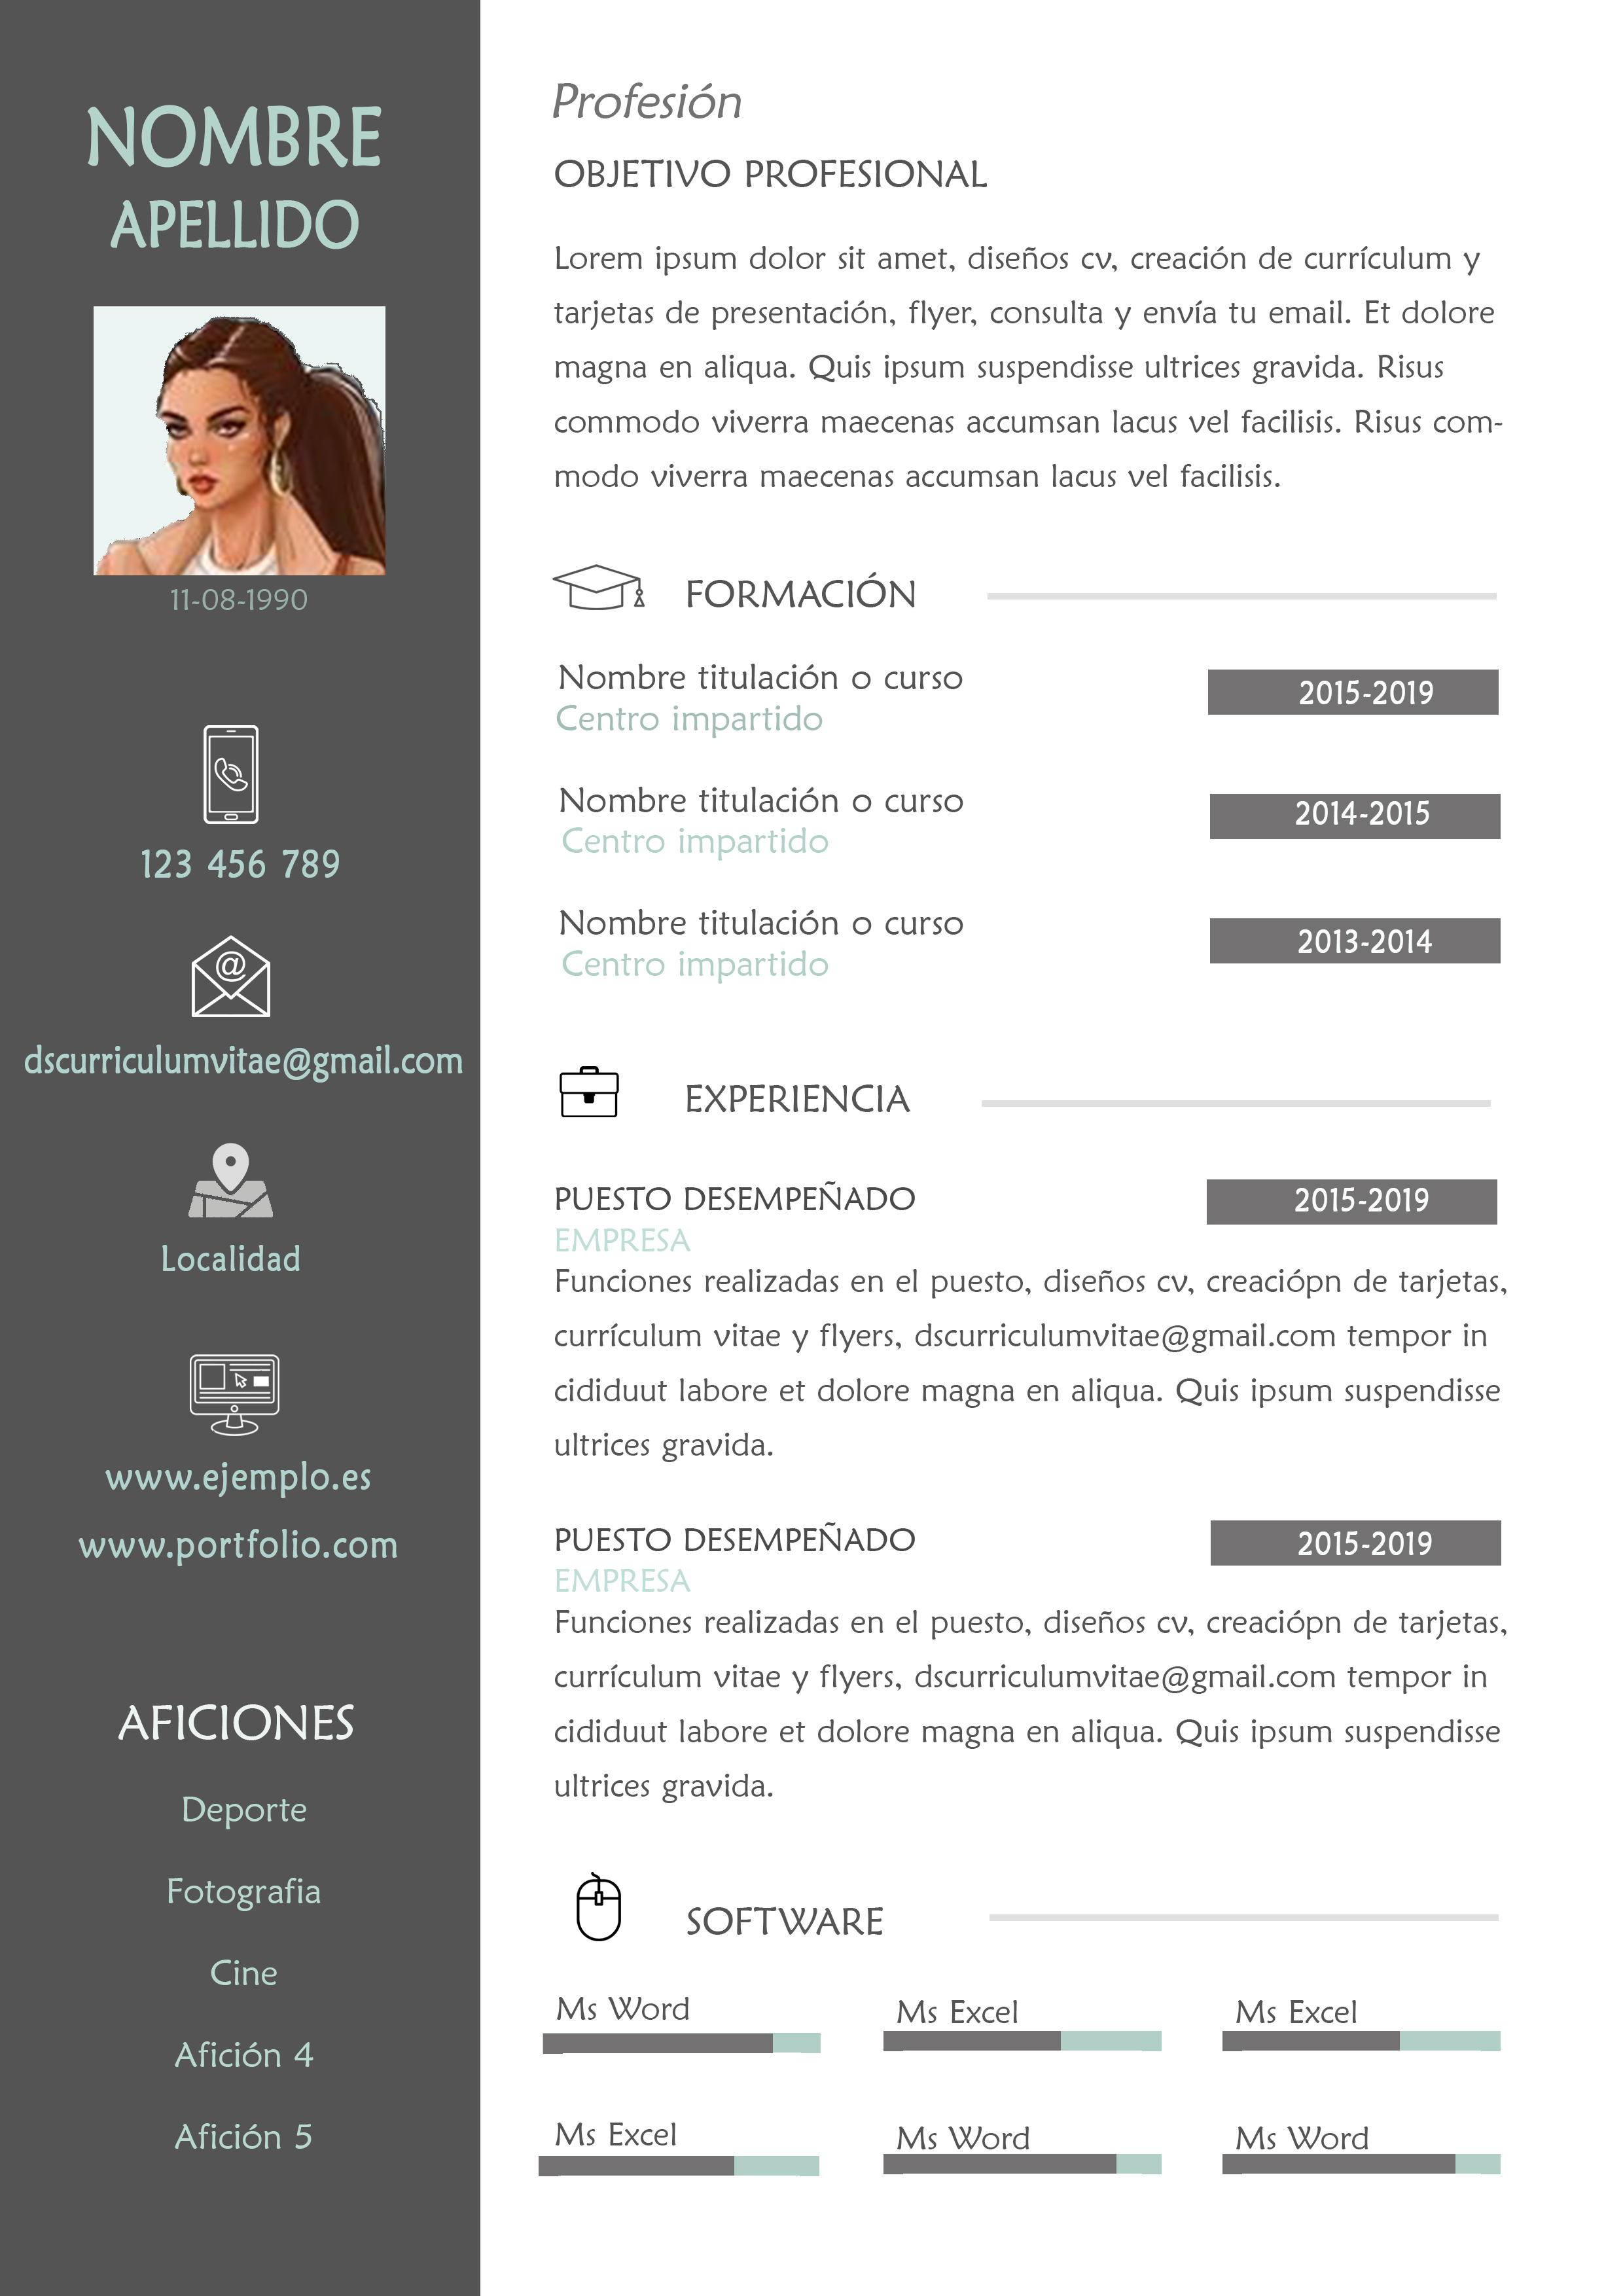 NOMBRE
APELLIDO
11-08-1990
123 456 789
@
dscurriculumvitae@gmail.com
Localidad
www.ejemplo.es
www.portfolio.com
AFICIONES
Deporte
Fotografia
Cine
Afición 4
Afición 5
Profesión
OBJETIVO PROFESIONAL
Lorem ipsum dolor sit amet, diseños cv, creación de currículum y
tarjetas de presentación, flyer, consulta y envía tu email. Et dolore
magna en aliqua. Quis ipsum suspendisse ultrices gravida. Risus
commodo viverra maecenas accumsan lacus vel facilisis. Risus com-
modo viverra maecenas accumsan lacus vel facilisis.
FORMACIÓN
Nombre titulación o curso
Centro impartido
2015-2019
Nombre titulación o curso
Centro impartido
2014-2015
Nombre titulación o curso
Centro impartido
2013-2014
EXPERIENCIA
PUESTO DESEMPEÑADO
2015-2019
EMPRESA
Funciones realizadas en el puesto, diseños cv, creaciópn de tarjetas,
currículum vitae y flyers, dscurriculumvitae@gmail.com tempor in
cididuut labore et dolore magna en aliqua. Quis ipsum suspendisse
ultrices gravida.
PUESTO DESEMPEÑADO
2015-2019
EMPRESA
Funciones realizadas en el puesto, diseños cv, creaciópn de tarjetas,
currículum vitae y flyers, dscurriculumvitae@gmail.com tempor in
cididuut labore et dolore magna en aliqua. Quis ipsum suspendisse
ultrices gravida.
SOFTWARE
Ms Word
Ms Excel
Ms Excel
Ms Excel
Ms Word
Ms Word